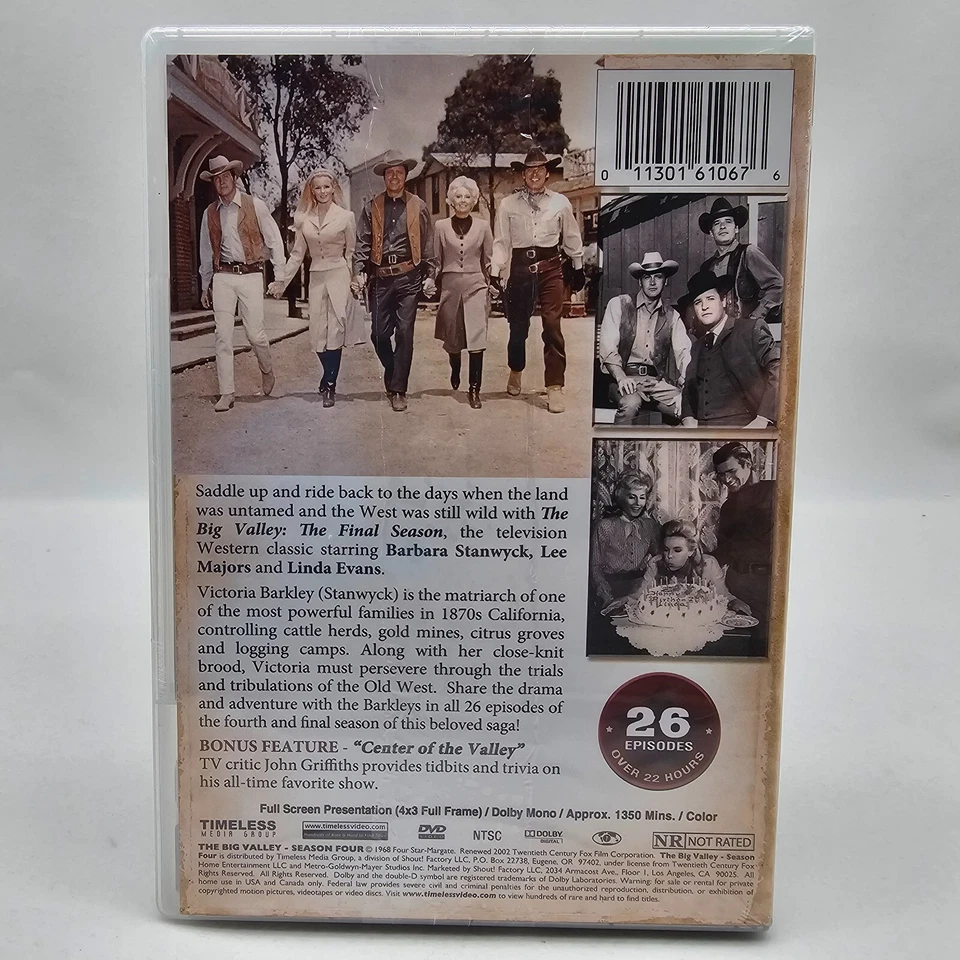 0 11301 61067 6
Happy
Birthday
Linda
Saddle up and ride back to the days when the land
was untamed and the West was still wild with The
Big Valley: The Final Season, the television
Western classic starring Barbara Stanwyck, Lee
Majors and Linda Evans.
Victoria Barkley (Stanwyck) is the matriarch of one
of the most powerful families in 1870s California,
controlling cattle herds, gold mines, citrus groves
and logging camps. Along with her close-knit
brood, Victoria must persevere through the trials
and tribulations of the Old West. Share the drama
and adventure with the Barkleys in all 26 episodes of
the fourth and final season of this beloved saga!
BONUS FEATURE - "Center of the Valley"
TV critic John Griffiths provides tidbits and trivia on
his all-time favorite show.
26
EPISODES
OVER 22 HOURS
Full Screen Presentation (4x3 Full Frame) / Dolby Mono / Approx. 1350 Mins. / Color
TIMELESS
MEDIA GROUP
www.timelessvideo.com
DVD
VIDEO
NTSC
DOLBY
DIGITAL
NR NOT RATED
THE BIG VALLEY - SEASON FOUR © 1968 Four Star-Margate. Renewed 2002 Twentieth Century Fox Film Corporation. The Big Valley - Season
Four is distributed by Timeless Media Group, a division of Shout! Factory LLC, P.O. Box 22738, Eugene, OR 97402, under license from Twentieth Century Fox
Home Entertainment LLC and Metro-Goldwyn-Mayer Studios Inc. Marketed by Shout! Factory LLC, 2034 Armacost Ave., Floor 1, Los Angeles, CA 90025. All
Rights Reserved. All Rights Reserved. Dolby and the double-D symbol are registered trademarks of Dolby Laboratories. Warning: for sale or rental for private
home use in USA and Canada only. Federal law provides severe civil and criminal penalties for the unauthorized reproduction, distribution, or exhibition of
copyrighted motion pictures, videotapes or video discs. Visit www.timelessvideo.com to view hundreds of rare and hard to find titles.